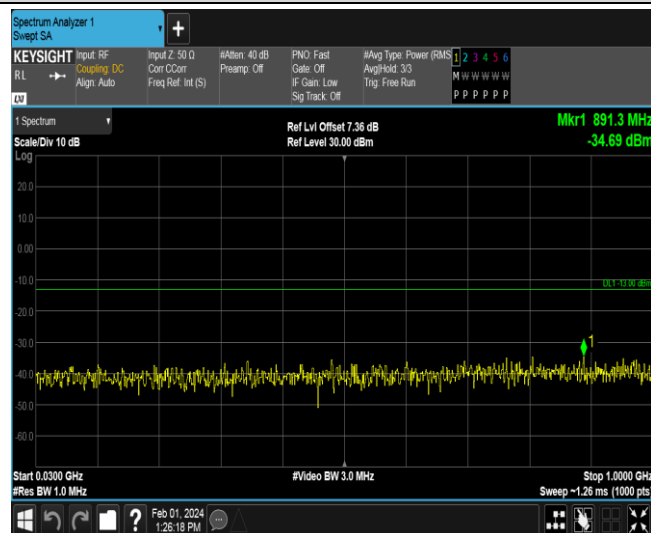 Spectrum Analyzer 1
Swept SA
+
KEYSIGHT
RL
Input: RF
Coupling: DC
Align: Auto
Input Z: 50 Ω
Corr CCorr
Freq Ref: Int (S)
#Atten: 40 dB
Preamp: Off
PNO: Fast
Gate: Off
IF Gain: Low
Sig Track: Off
#Avg Type: Power (RMS
Avg|Hold: 3/3
Trig: Free Run
1 2 3 4 5 6
M W W W W W
P P P P P P
1 Spectrum
Scale/Div 10 dB
Log
Ref Lvl Offset 7.36 dB
Ref Level 30.00 dBm
Mkr1 891.3 MHz
-34.69 dBm
20.0
10.0
0.00
-10.0
DL1 -13.00 dBm
-20.0
-30.0
1
-40.0
-50.0
-60.0
Start 0.0300 GHz
#Res BW 1.0 MHz
#Video BW 3.0 MHz
Stop 1.0000 GHz
Sweep ~1.26 ms (1000 pts)
?
Feb 01, 2024
1:26:18 PM